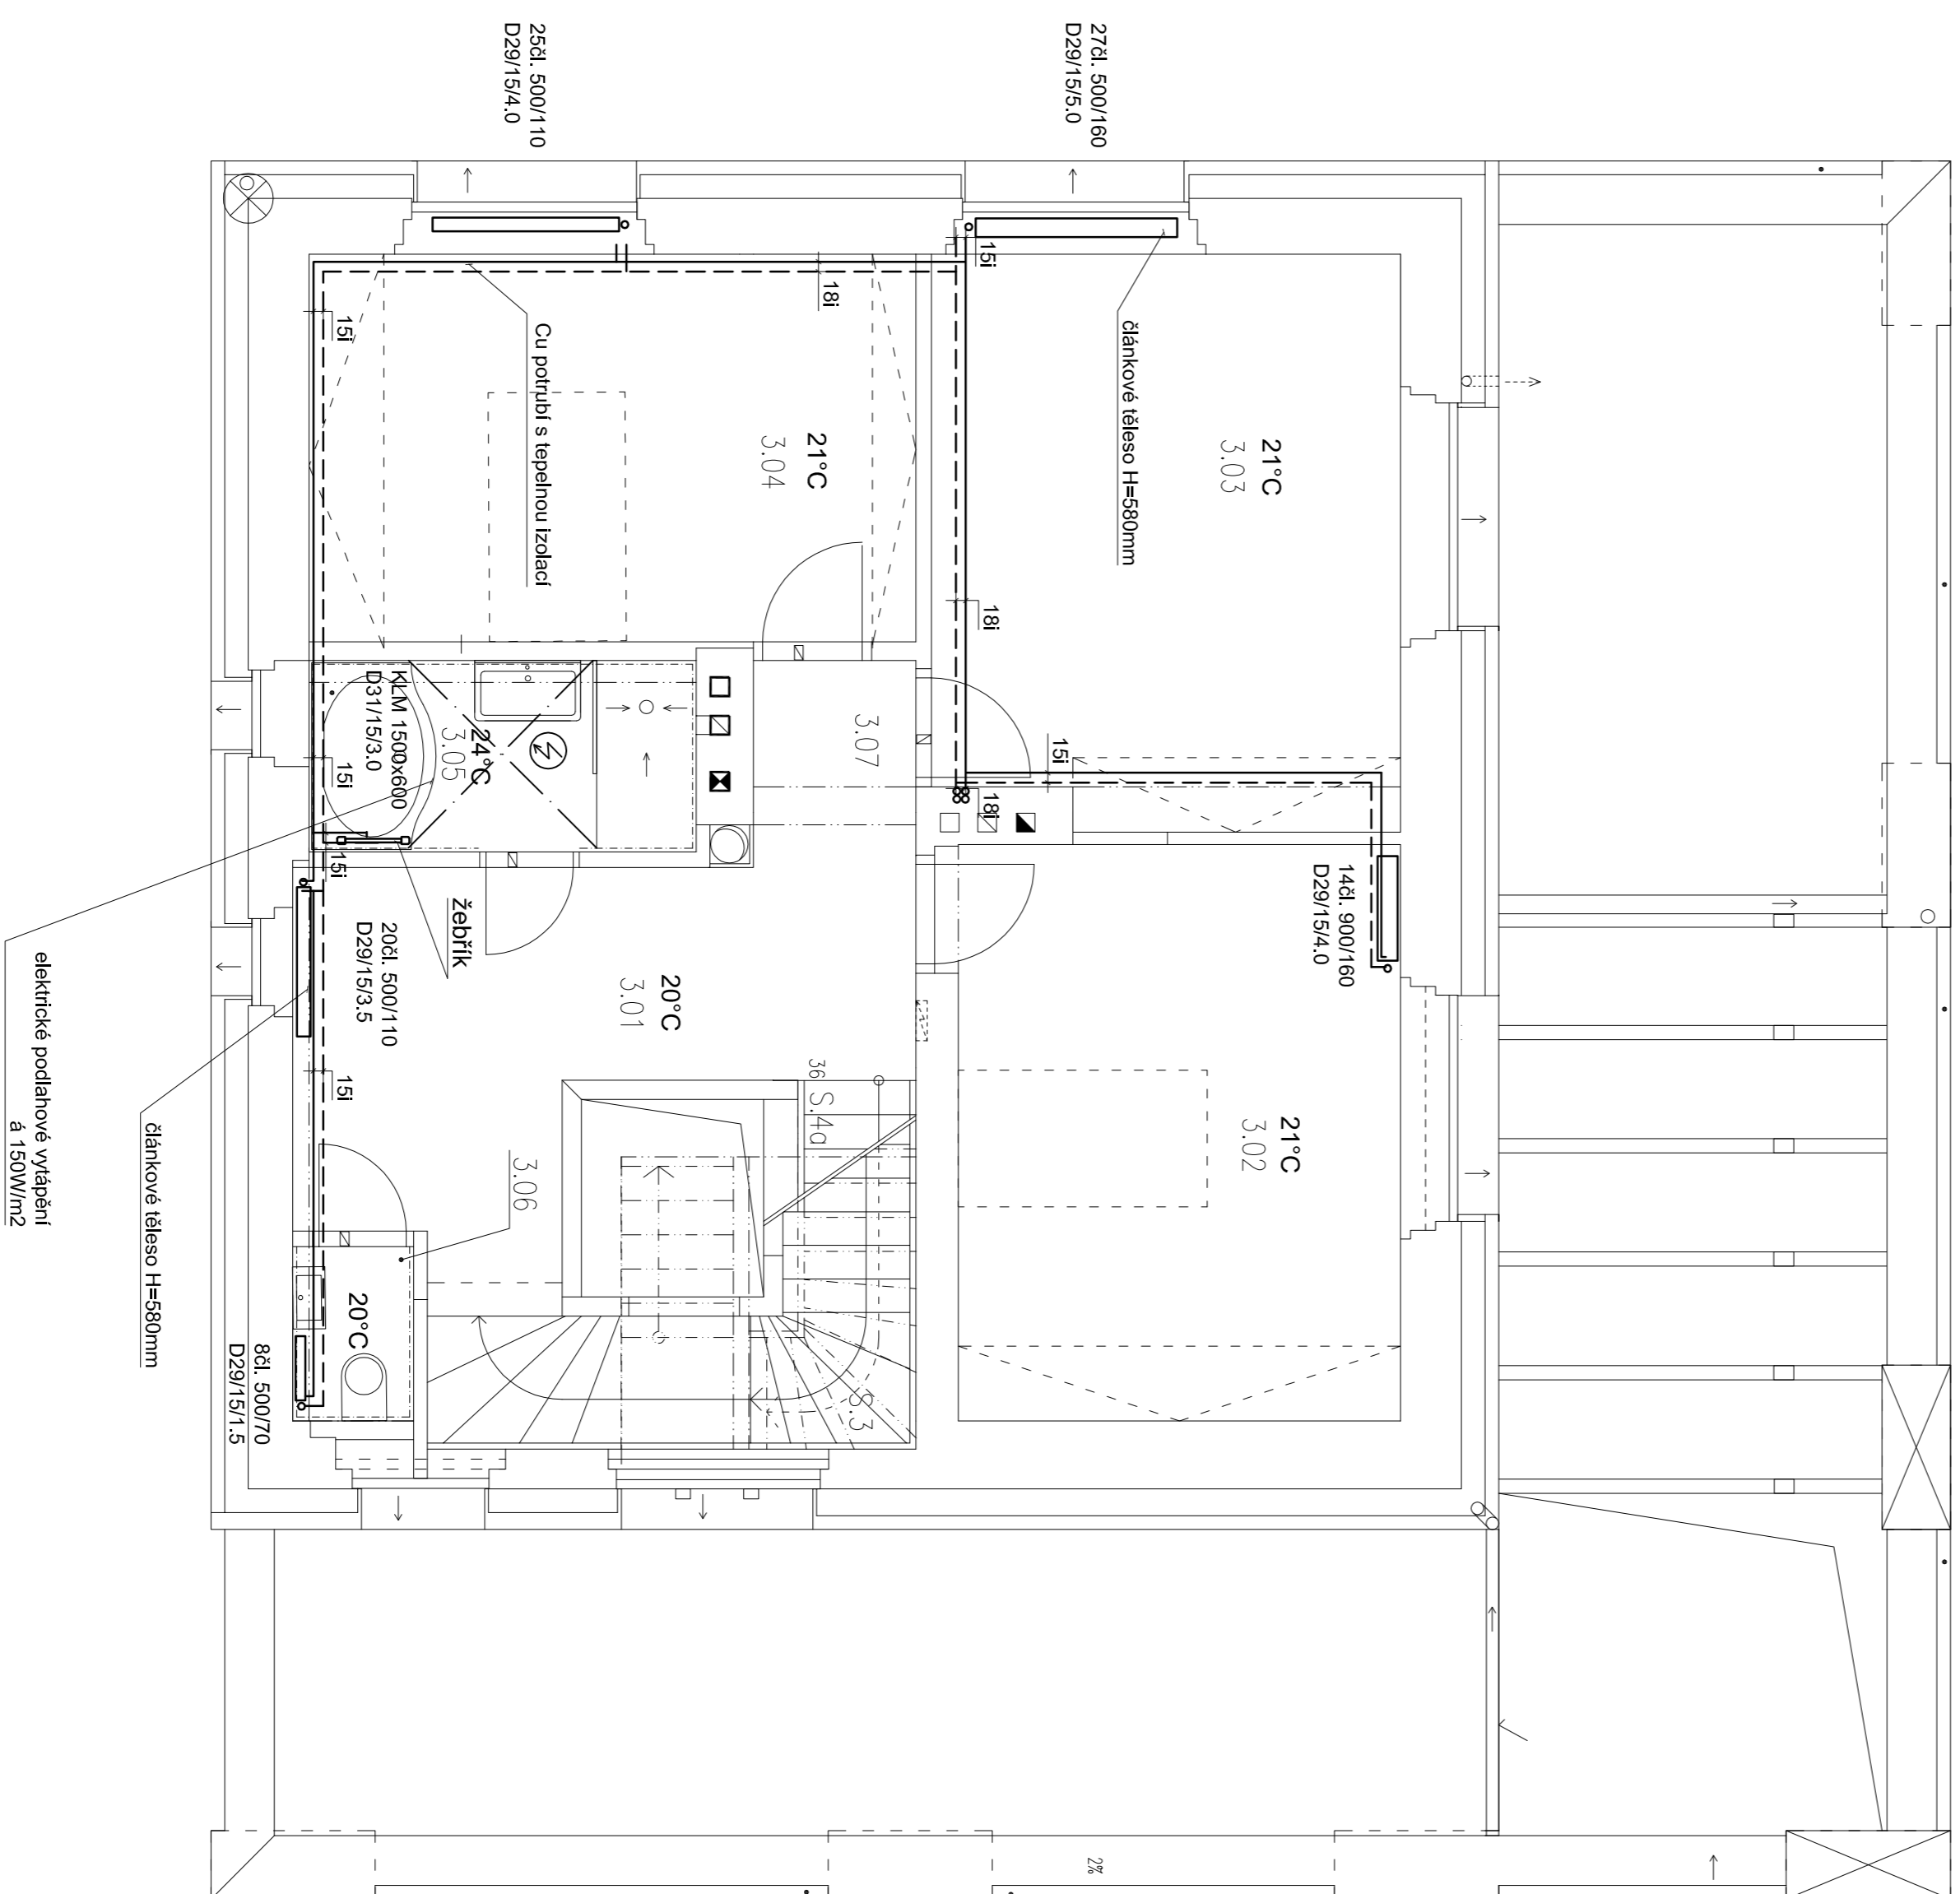 27čl. 500/160
D29/15/5.0
25čl. 500/110
D29/15/4.0
15i
18i
článkové těleso H=580mm
21°C
3.03
18i
15i
18i
14čl. 900/160
D29/15/4.0
21°C
3.02
Cu potrubí s tepelnou izolací
21°C
3.04
15i
3.07
KLM 1500x600
D31/15/3.0
24°C
3.05
15i
15i
žebřík
20čl. 500/110
D29/15/3.5
20°C
3.01
15i
36 S.4a
3.06
S.3
20°C
8čl. 500/70
D29/15/1.5
článkové těleso H=580mm
elektrické podlahové vytápění
á 150W/m2
2%